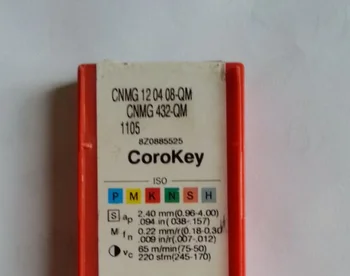 CNMG 12 04 08-QM
CNMG 432-QM
1105
8Z0885525
CoroKey
ISO
P M K N S H
S ap 2.40 mm(0.96-4.00)
.094 in(.038-.157)
M fn 0.22 mm/r(0.18-0.30
.009 in/r(.007-.012)
vc 65 m/min(75-50)
220 sfm(245-170)